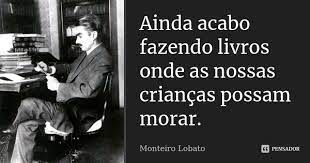 Ainda acabo
fazendo livros
onde as nossas
crianças possam
morar.
Monteiro Lobato
PENSADOR